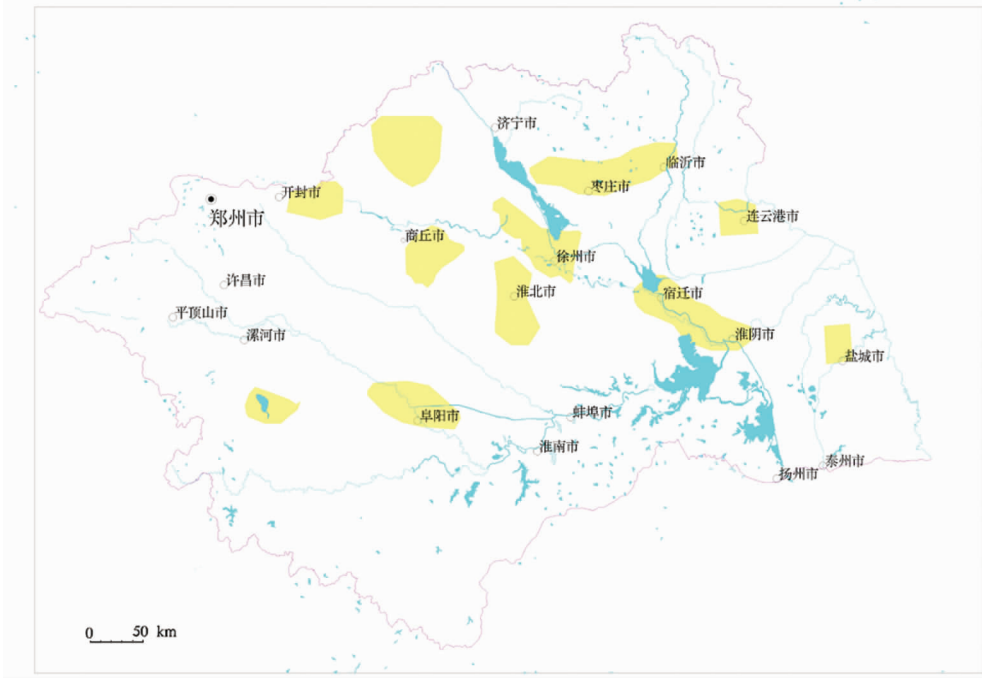 济宁市
临沂市
枣庄市
开封市
郑州市
连云港市
商丘市
徐州市
许昌市
淮北市
宿迁市
平顶山市
漯河市
淮阴市
盐城市
阜阳市
蚌埠市
淮南市
泰州市
扬州市
0 50 km